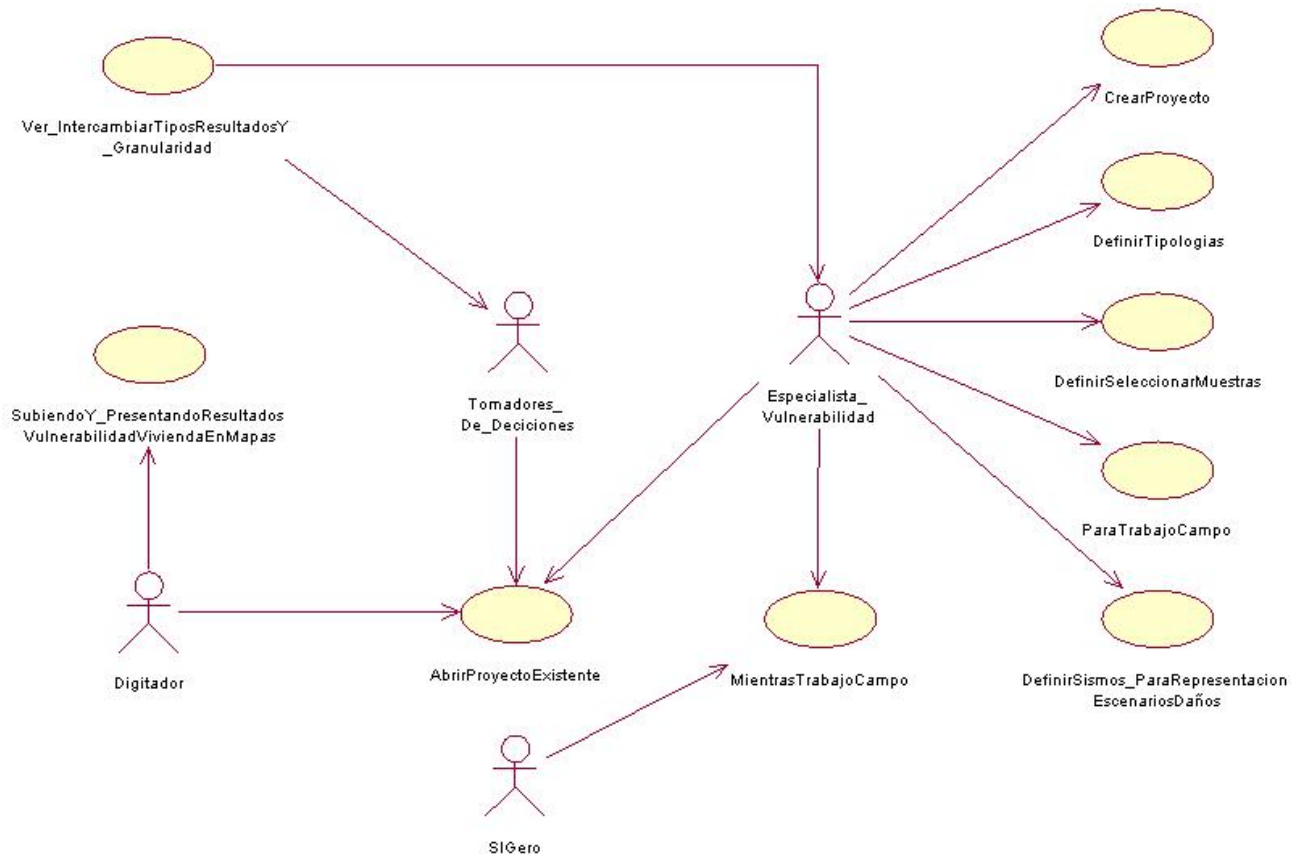 CrearProyecto
Ver_IntercambiarTiposResultadosY
_Granularidad
DefinirTipologias
DefinirSeleccionarMuestras
SubiendoY_PresentandoResultados
VulnerabilidadViviendaEnMapas
Tomadores_
De_Deciciones
Especialista_
Vulnerabilidad
ParaTrabajoCampo
Digitador
AbrirProyectoExistente
MientrasTrabajoCampo
DefinirSismos_ParaRepresentacion
EscenariosDaños
SIGero